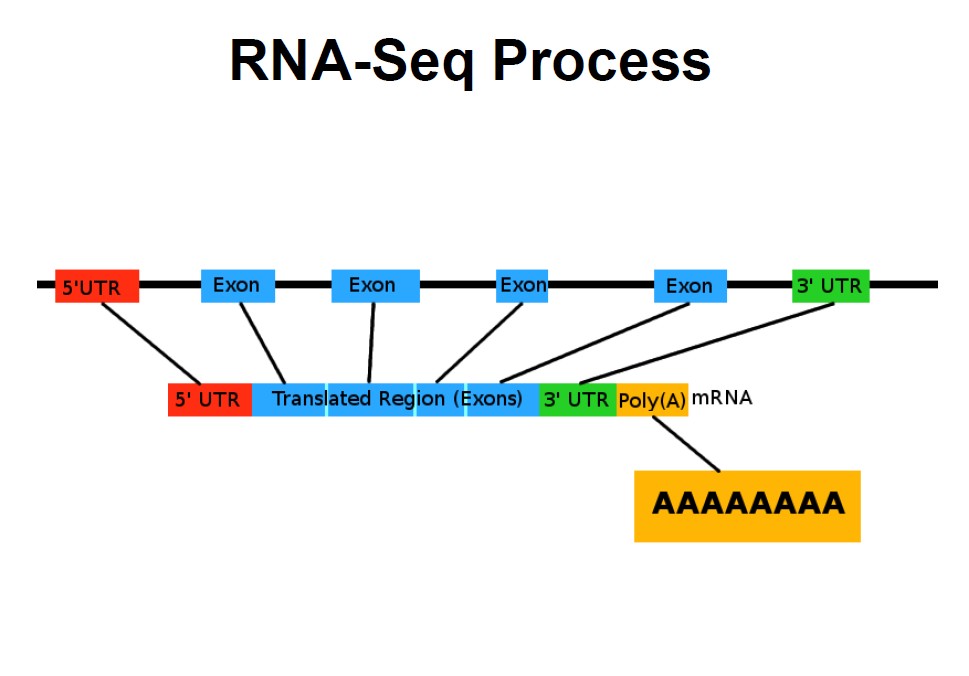 RNA-Seq Process
5'UTR Exon Exon Exon Exon 3' UTR
5' UTR Translated Region (Exons) 3' UTR Poly(A) mRNA
AAAAAAAA